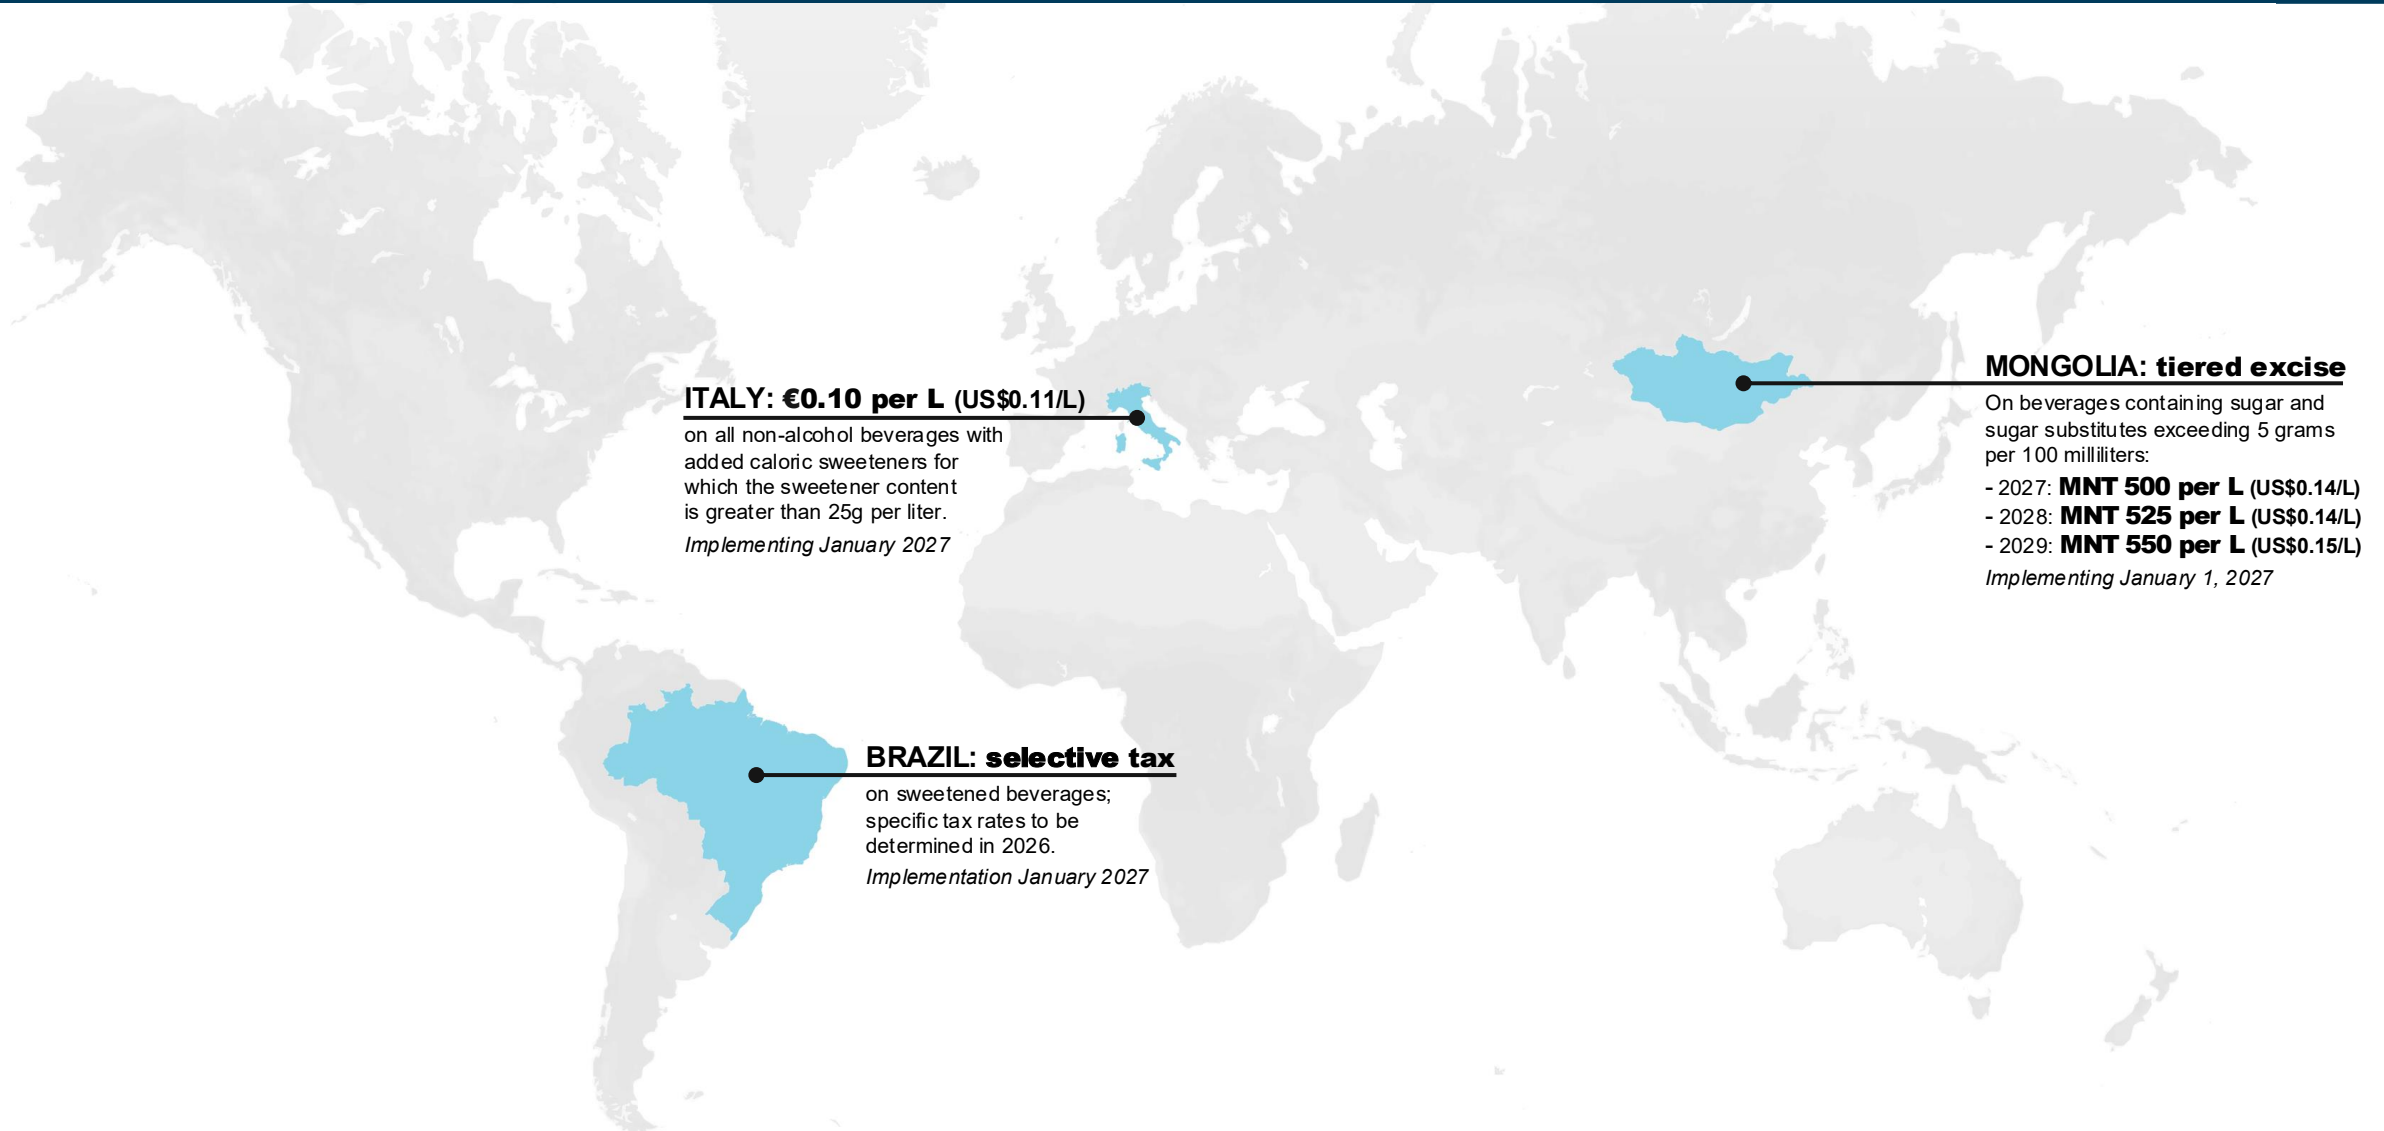 ITALY: €0.10 per L (US$0.11/L)
on all non-alcohol beverages with
added caloric sweeteners for
which the sweetener content
is greater than 25g per liter.
Implementing January 2027
MONGOLIA: tiered excise
On beverages containing sugar and
sugar substitutes exceeding 5 grams
per 100 milliliters:
- 2027: MNT 500 per L (US$0.14/L)
- 2028: MNT 525 per L (US$0.14/L)
- 2029: MNT 550 per L (US$0.15/L)
Implementing January 1, 2027
BRAZIL: selective tax
on sweetened beverages;
specific tax rates to be
determined in 2026.
Implementation January 2027